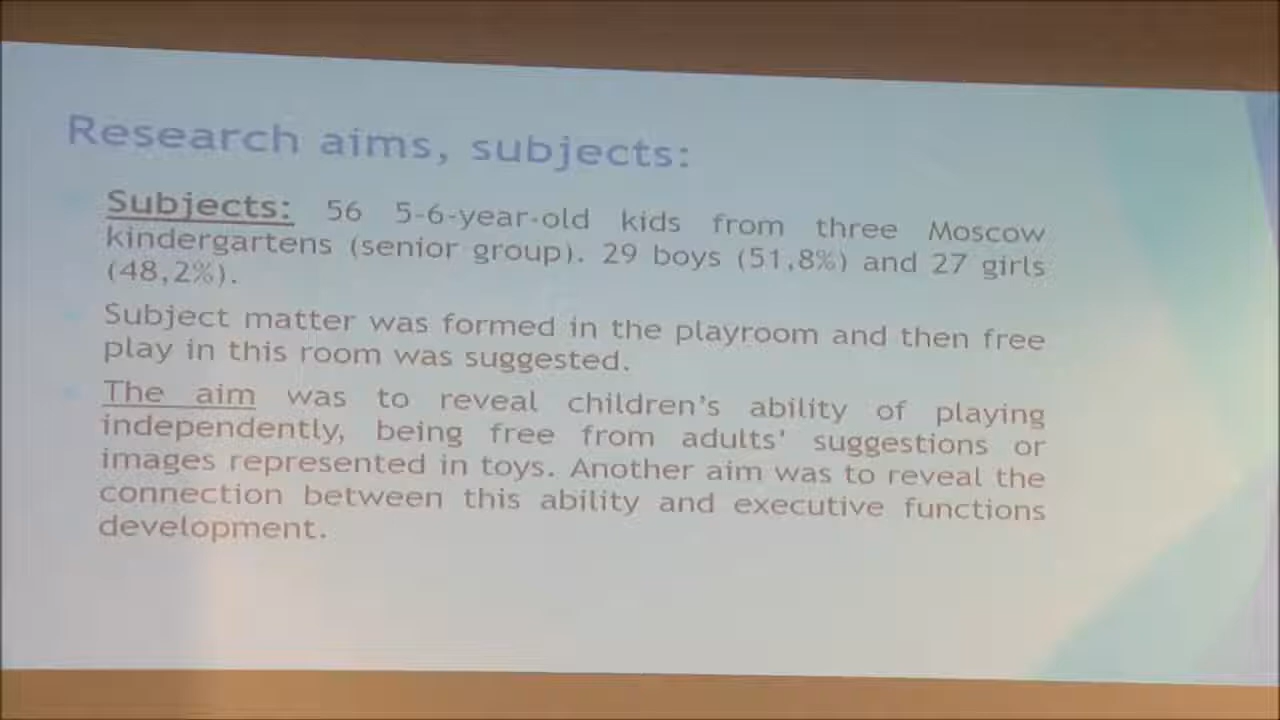 Research aims, subjects:
Subjects: 56 5-6-year-old kids from three Moscow
kindergartens (senior group). 29 boys (51,8%) and 27 girls
(48,2%).
Subject matter was formed in the playroom and then free
play in this room was suggested.
The aim was to reveal children's ability of playing
independently, being free from adults' suggestions or
images represented in toys. Another aim was to reveal the
connection between this ability and executive functions
development.